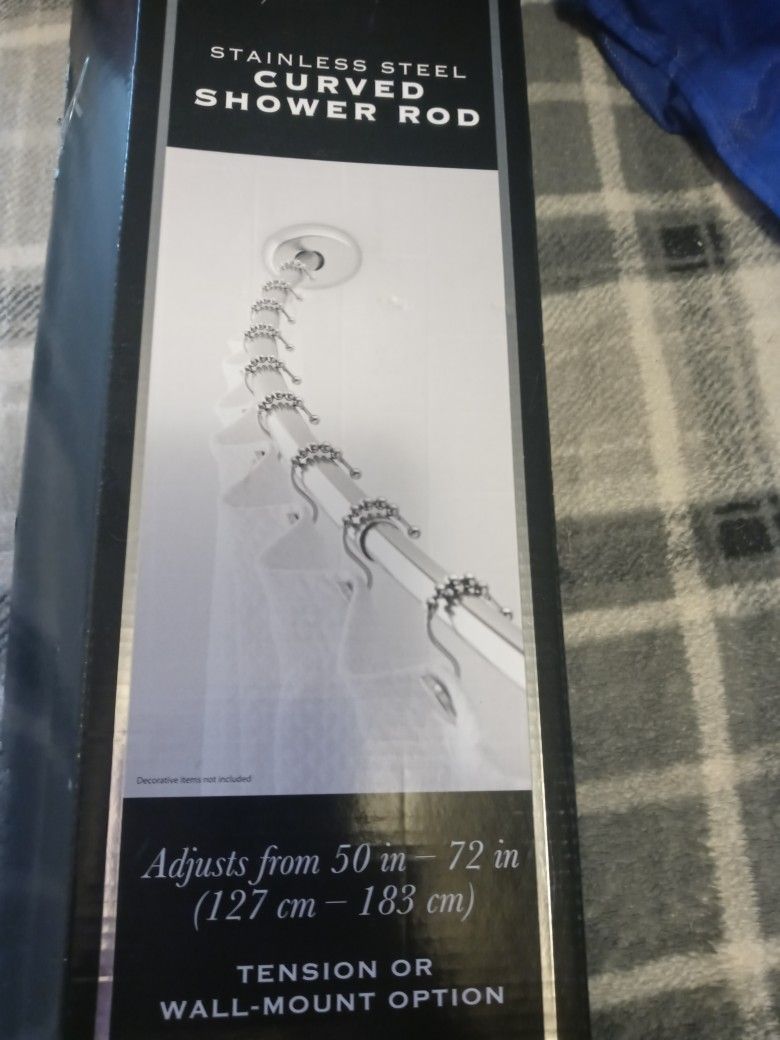 STAINLESS STEEL
CURVED
SHOWER ROD
Decorative items not included
Adjusts from 50 in – 72 in
(127 cm – 183 cm)
TENSION OR
WALL-MOUNT OPTION